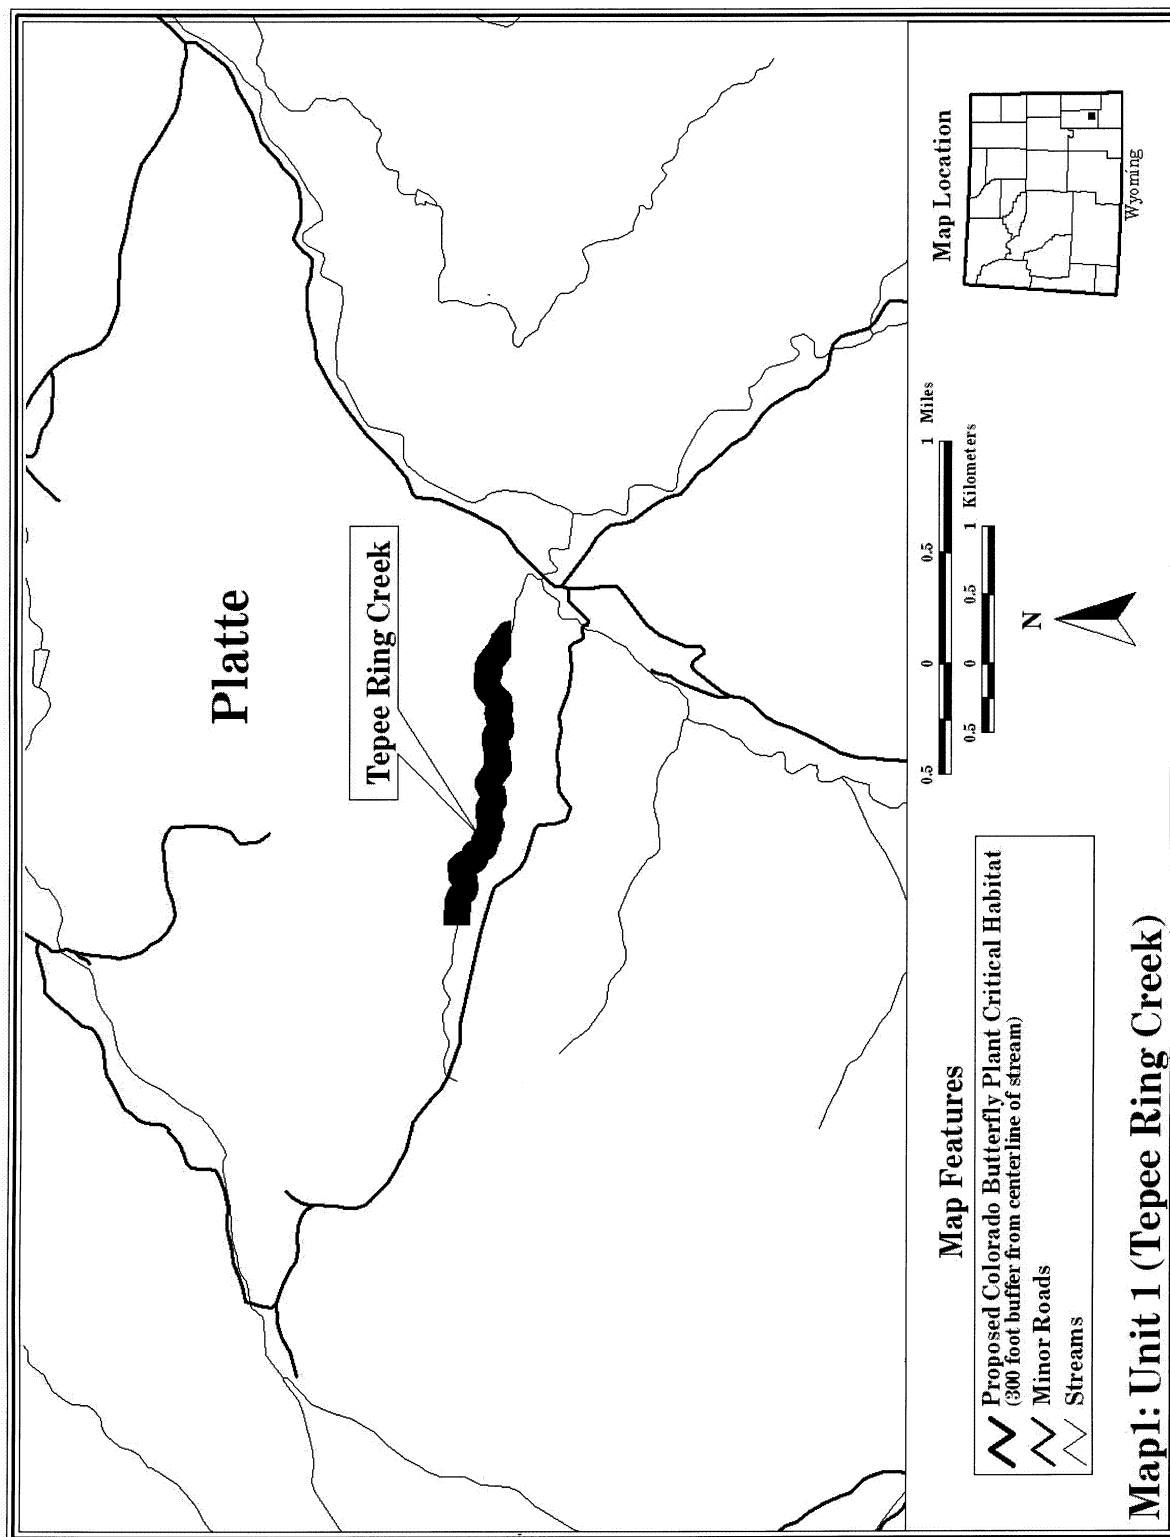 Platte
Tepee Ring Creek
Map Features
Proposed Colorado Butterfly Plant Critical Habitat
(300 foot buffer from centerline of stream)
Minor Roads
Streams
0.5 0 0.5 1 Miles
0.5 0 0.5 1 Kilometers
N
Map Location
Wyoming
Map1: Unit 1 (Tepee Ring Creek)